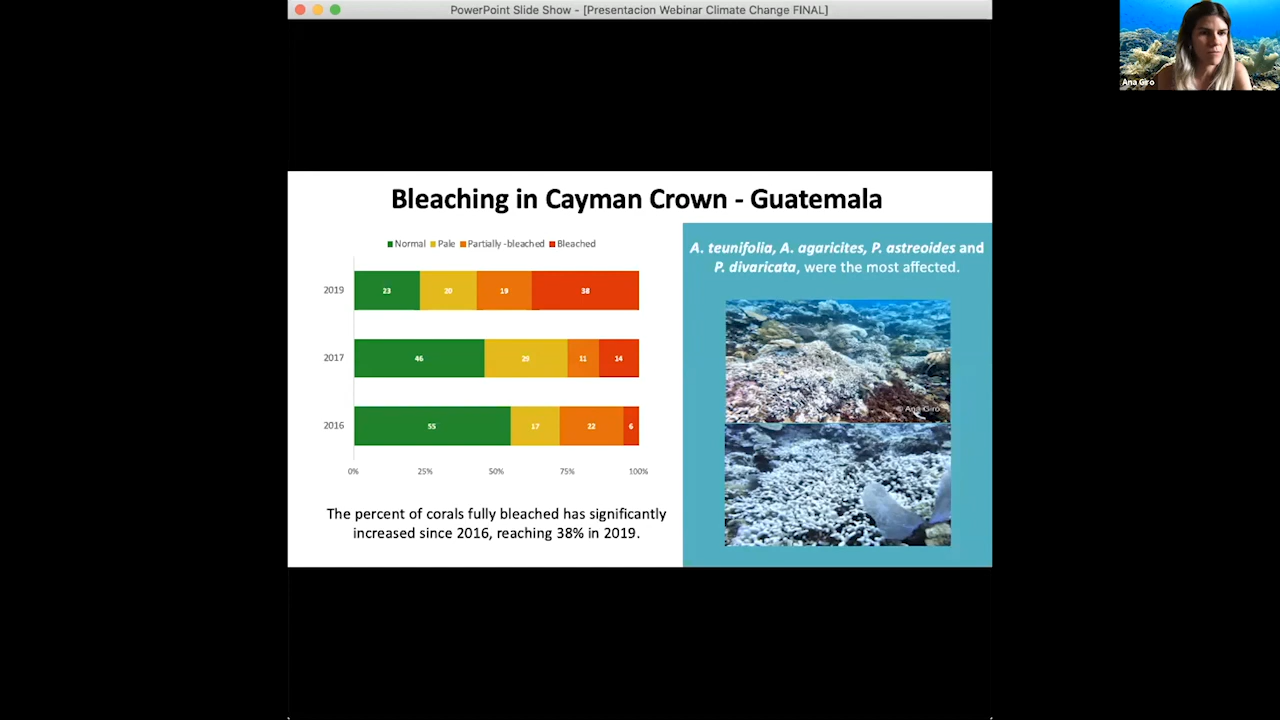 PowerPoint Slide Show - [Presentacion Webinar Climate Change FINAL]
Ana Giro
Bleaching in Cayman Crown - Guatemala
Normal Pale Partially -bleached Bleached
2019 23 20 19 38
2017 46 29 11 14
2016 55 17 22 6
0% 25% 50% 75% 100%
The percent of corals fully bleached has significantly
increased since 2016, reaching 38% in 2019.
A. teunifolia, A. agaricites, P. astreoides and
P. divaricata, were the most affected.
© Ana Giro